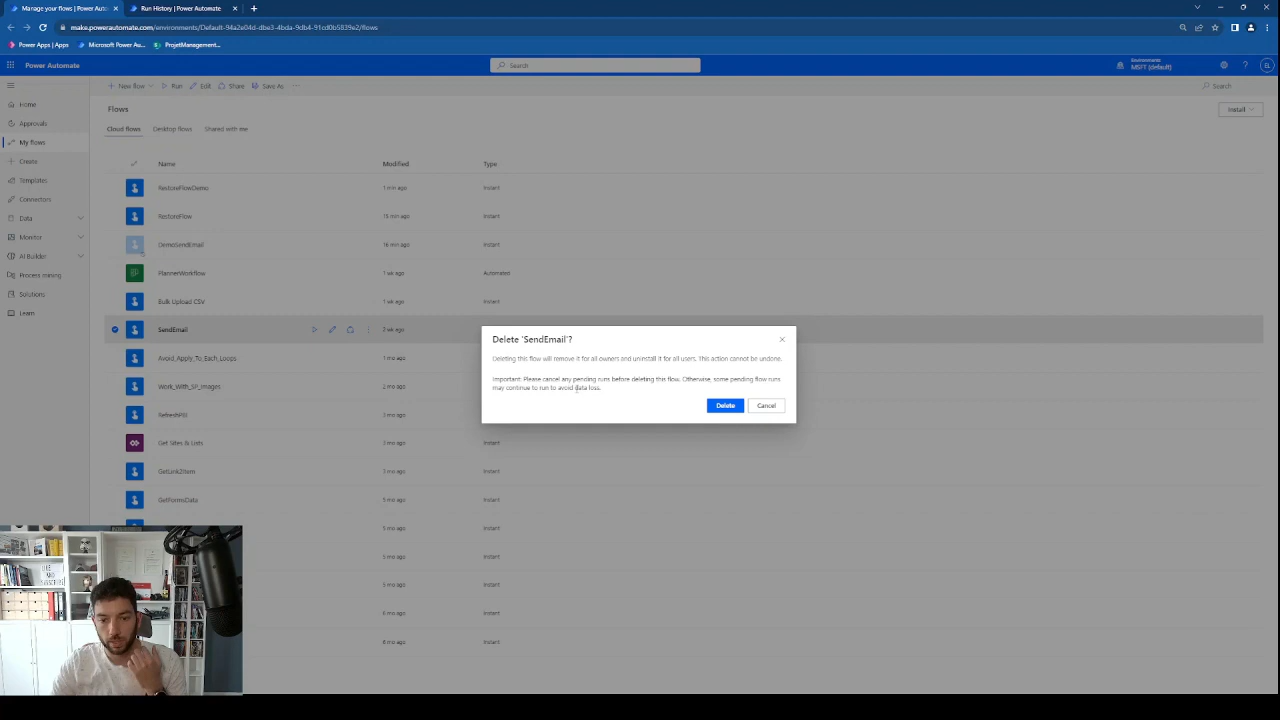 Manage your flows | Power Auto
Run History | Power Automate
make.powerautomate.com/environments/Default-94a2e04d-dbe3-4bda-9db4-91cd0b5839e2/flows
Power Apps | Apps
Microsoft Power Au...
ProjetManagement...
Power Automate
Search
Environments
MSFT (default)
EL
New flow
Run
Edit
Share
Save As
Search
Home
Approvals
My flows
Create
Templates
Connectors
Data
Monitor
AI Builder
Process mining
Solutions
Learn
Flows
Install
Cloud flows
Desktop flows
Shared with me
Name
Modified
Type
RestoreFlowDemo
1 min ago
Instant
RestoreFlow
15 min ago
Instant
DemoSendEmail
16 min ago
Instant
PlannerWorkflow
1 wk ago
Automated
Bulk Upload CSV
1 wk ago
Instant
SendEmail
2 wk ago
Avoid_Apply_To_Each_Loops
1 mo ago
Work_With_SP_Images
2 mo ago
RefreshPill
3 mo ago
Get Sites & Lists
3 mo ago
Instant
GetLink2Item
3 mo ago
Instant
GetFormsData
5 mo ago
Instant
5 mo ago
Instant
5 mo ago
Instant
5 mo ago
Instant
6 mo ago
Instant
6 mo ago
Instant
Delete 'SendEmail'?
Deleting this flow will remove it for all owners and uninstall it for all users. This action cannot be undone.
Important: Please cancel any pending runs before deleting this flow. Otherwise, some pending flow runs
may continue to run to avoid data loss.
Delete
Cancel